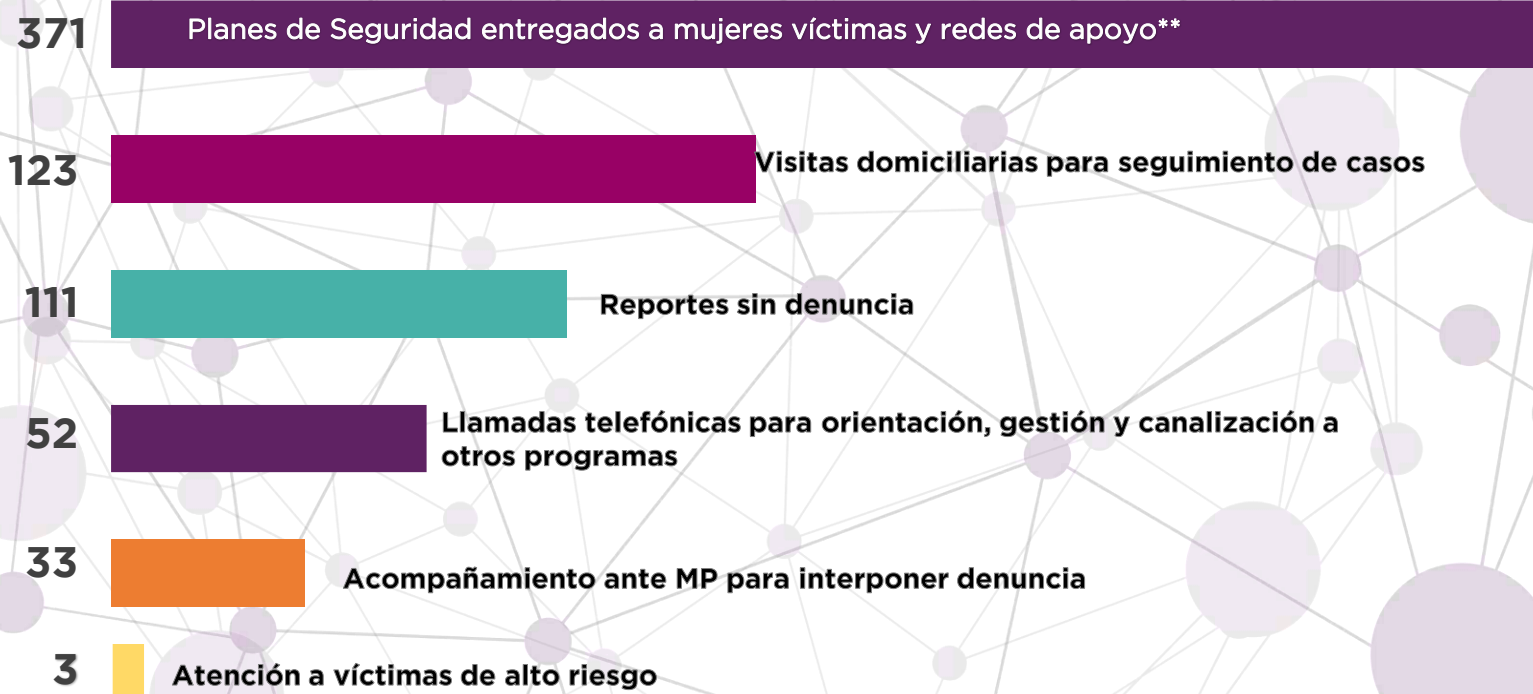 371 Planes de Seguridad entregados a mujeres víctimas y redes de apoyo**
123 Visitas domiciliarias para seguimiento de casos
111 Reportes sin denuncia
52 Llamadas telefónicas para orientación, gestión y canalización a
otros programas
33 Acompañamiento ante MP para interponer denuncia
3 Atención a víctimas de alto riesgo